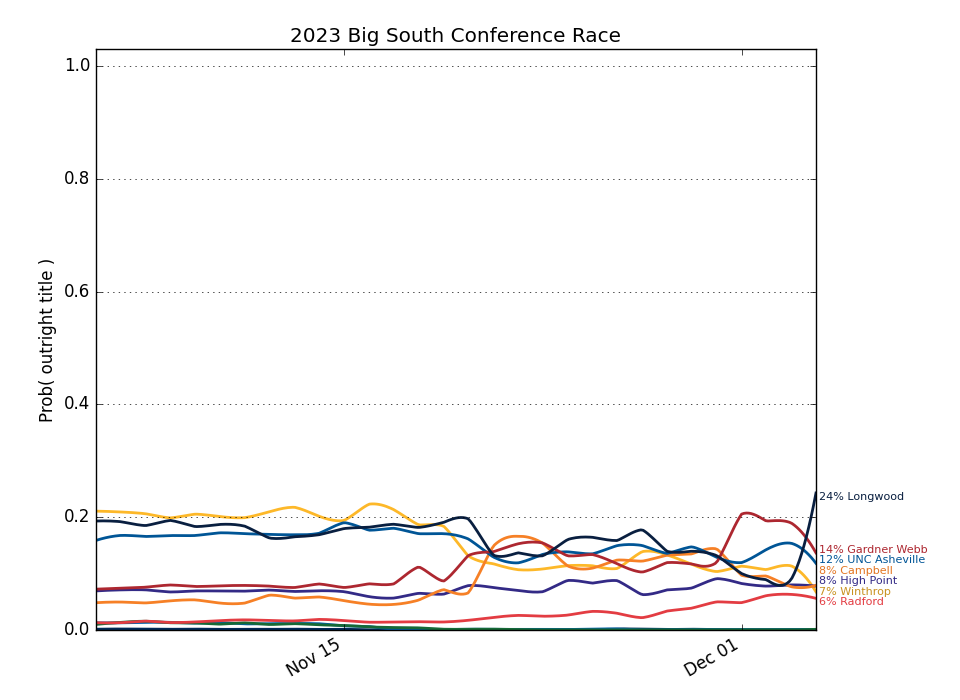 2023 Big South Conference Race
Prob( outright title )
1.0
0.8
0.6
0.4
0.2
0.0
Nov 15
Dec 01
24% Longwood
14% Gardner Webb
12% UNC Asheville
8% Campbell
8% High Point
7% Winthrop
6% Radford